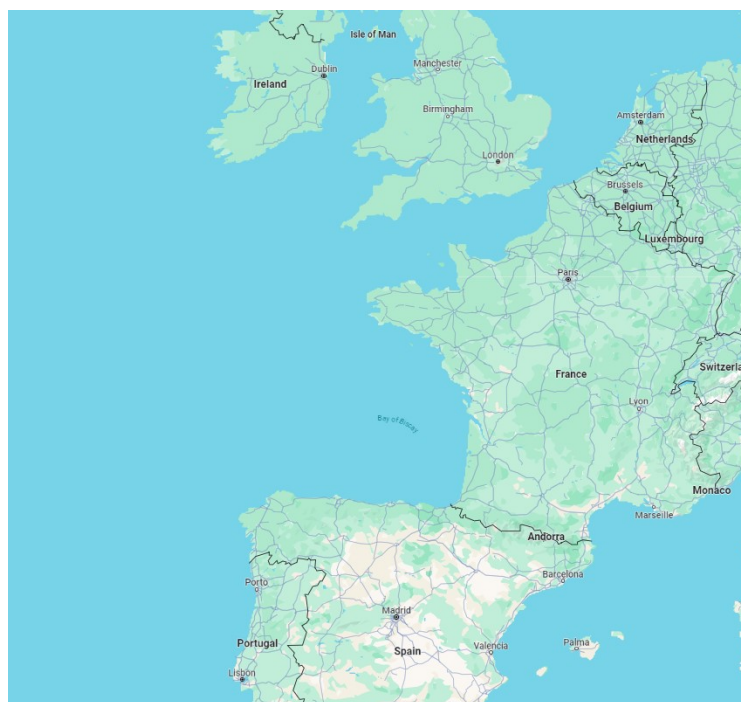 Isle of Man
Manchester
Dublin
Ireland
Birmingham
Amsterdam
Netherlands
London
Brussels
Belgium
Luxembourg
Paris
Switzerla
France
Lyon
Bay of Biscay
Monaco
Marseille
Andorra
Barcelona
Porto
Madrid
Portugal
Palma
Valencia
Spain
Lisbon